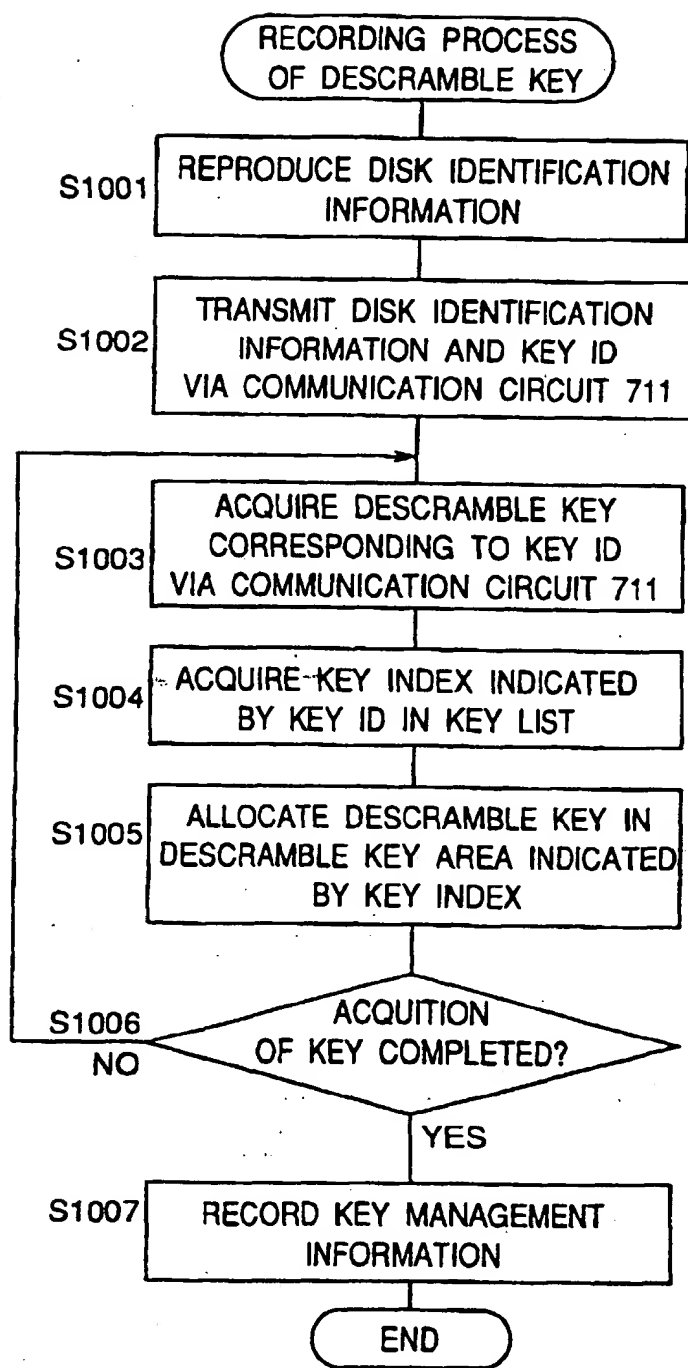 RECORDING PROCESS
OF DESCRAMBLE KEY
S1001
REPRODUCE DISK IDENTIFICATION
INFORMATION
S1002
TRANSMIT DISK IDENTIFICATION
INFORMATION AND KEY ID
VIA COMMUNICATION CIRCUIT 711
S1003
ACQUIRE DESCRAMBLE KEY
CORRESPONDING TO KEY ID
VIA COMMUNICATION CIRCUIT 711
S1004
ACQUIRE KEY INDEX INDICATED
BY KEY ID IN KEY LIST
S1005
ALLOCATE DESCRAMBLE KEY IN
DESCRAMBLE KEY AREA INDICATED
BY KEY INDEX
S1006
NO
ACQUITION
OF KEY COMPLETED?
YES
S1007
RECORD KEY MANAGEMENT
INFORMATION
END